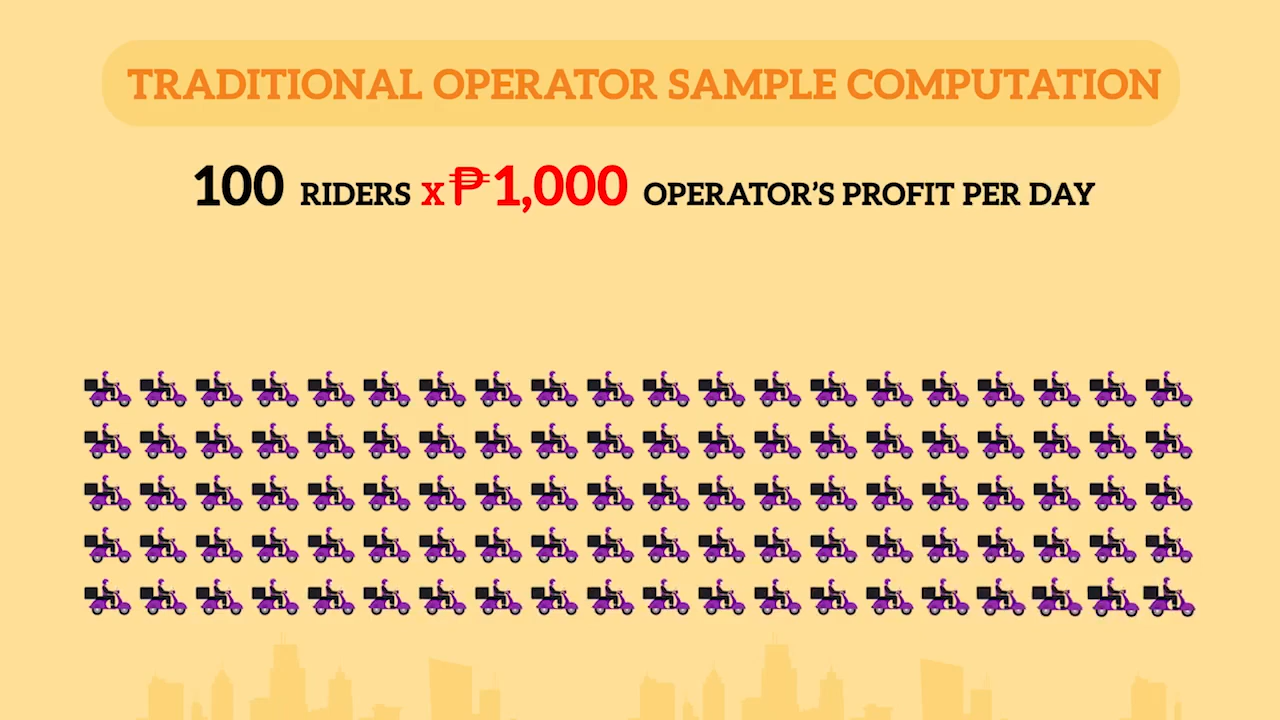 TRADITIONAL OPERATOR SAMPLE COMPUTATION
100 RIDERS x ₱1,000 OPERATOR'S PROFIT PER DAY